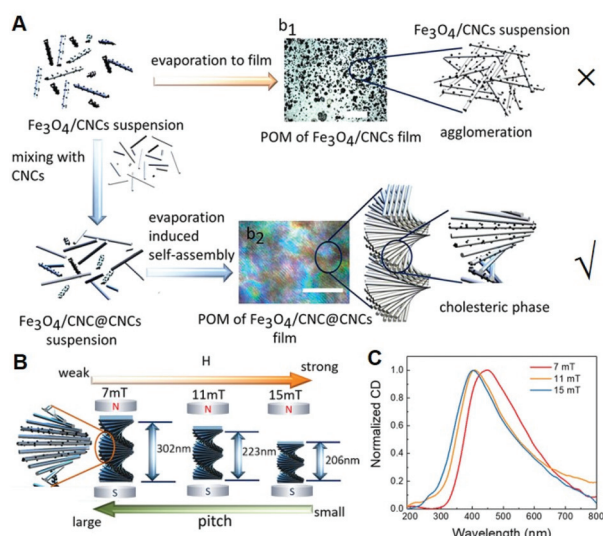 A
b1
Fe3O4/CNCs suspension
evaporation to film
Fe3O4/CNCs suspension
POM of Fe3O4/CNCs film
agglomeration
×
mixing with
CNCs
evaporation
induced
self-assembly
b2
cholesteric phase
√
Fe3O4/CNC@CNCs
suspension
POM of Fe3O4/CNC@CNCs
film
B
weak
H
strong
7mT
11mT
15mT
N
N
N
302nm
223nm
206nm
S
S
S
large
pitch
small
C
Normalized CD
1.0
0.8
0.6
0.4
0.2
0.0
7 mT
11 mT
15 mT
200 300 400 500 600 700 800
Wavelength (nm)